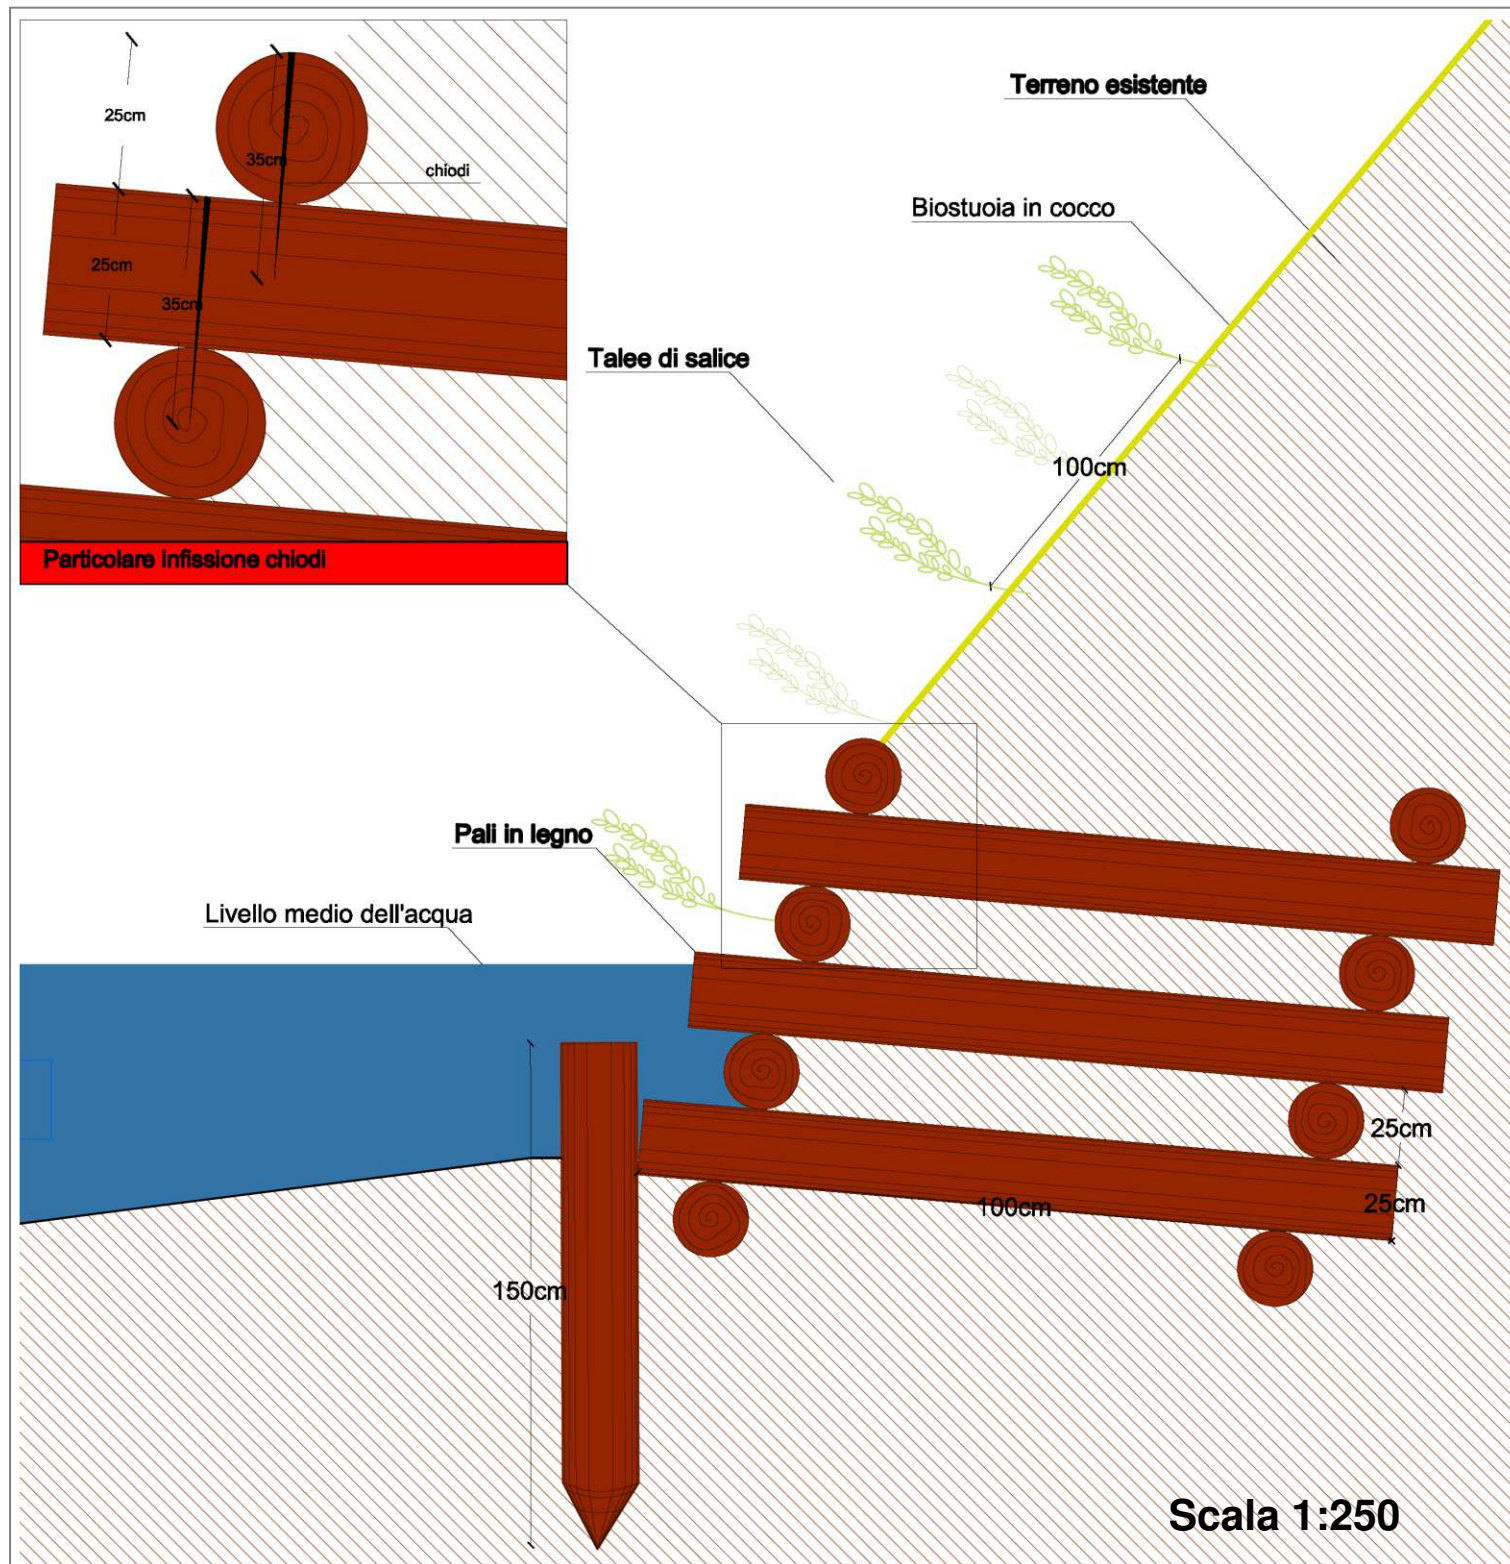 25cm
35cm
chiodi
25cm
35cm
Particolare infissione chiodi
Terreno esistente
Biostuoia in cocco
Talee di salice
100cm
Pali in legno
Livello medio dell'acqua
25cm
100cm
25cm
150cm
Scala 1:250